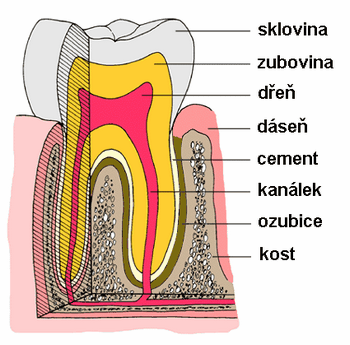 sklovina
zubovina
dřeň
dáseň
cement
kanálek
ozubice
kost